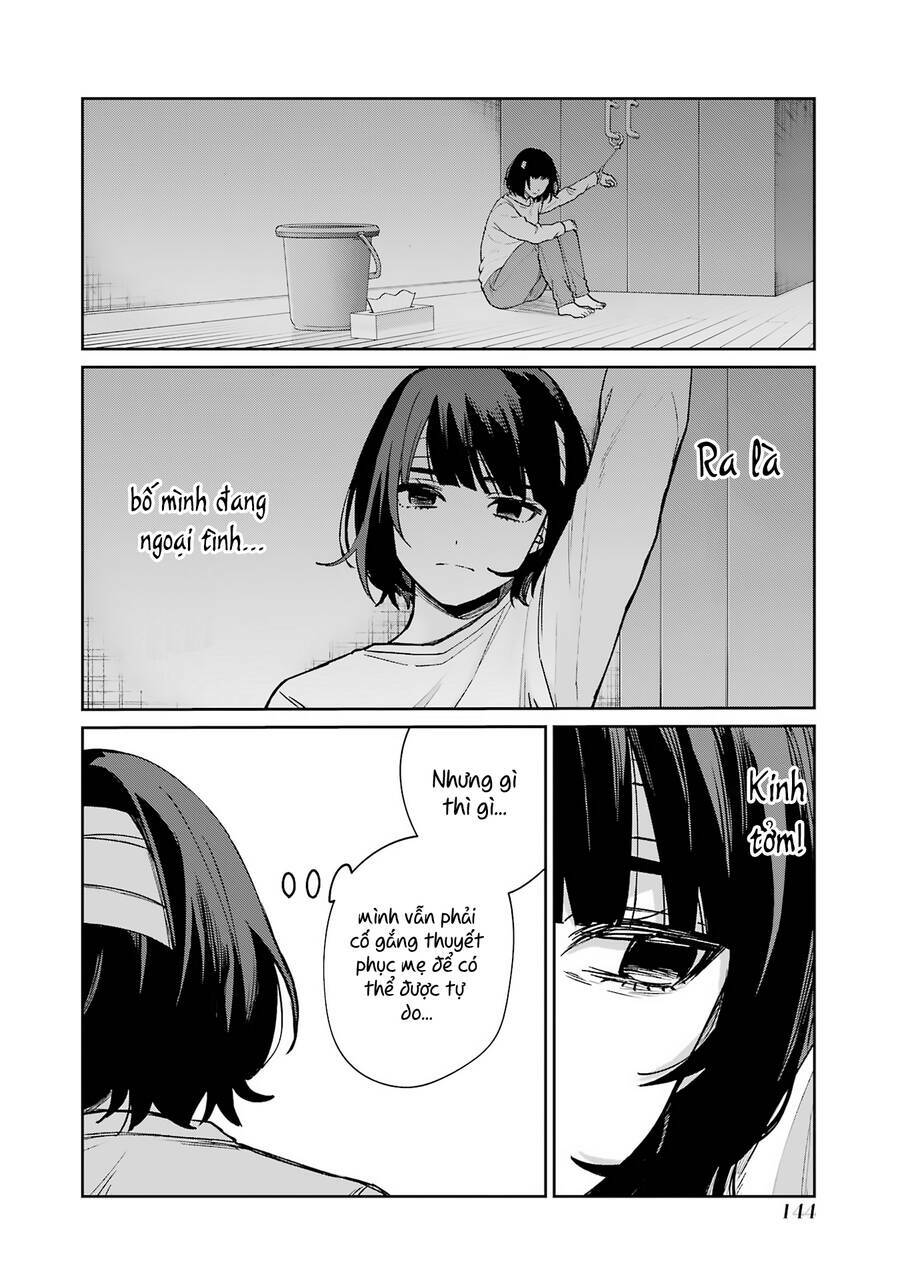 Ra là
bố mình đang
ngoại tình...
Kinh
tởm!
Nhưng gì
thì gì...
mình vẫn phải
cố gắng thuyết
phục mẹ để có
thể được tự
do...
144